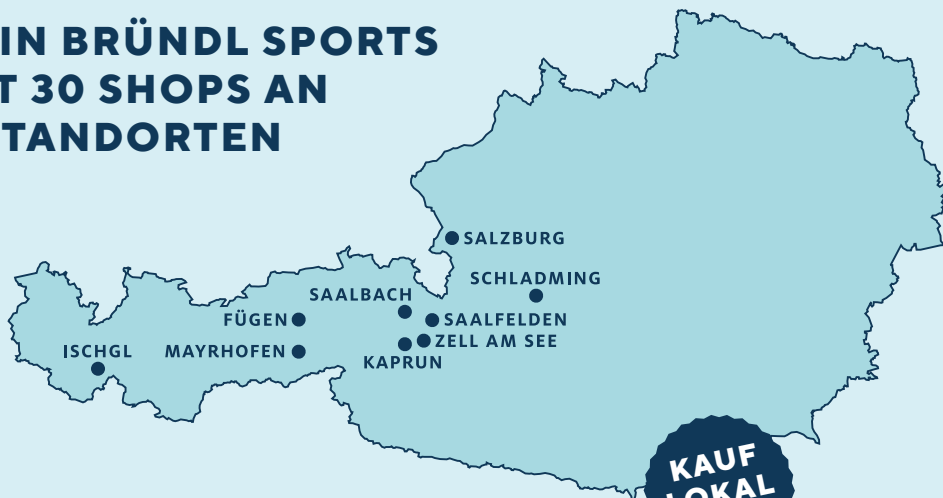 IN BRÜNDL SPORTS
T 30 SHOPS AN
TANDORTEN
SALZBURG
SCHLADMING
SAALBACH
FÜGEN
SAALFELDEN
ISCHGL
MAYRHOFEN
ZELL AM SEE
KAPRUN
KAUF
LOKAL